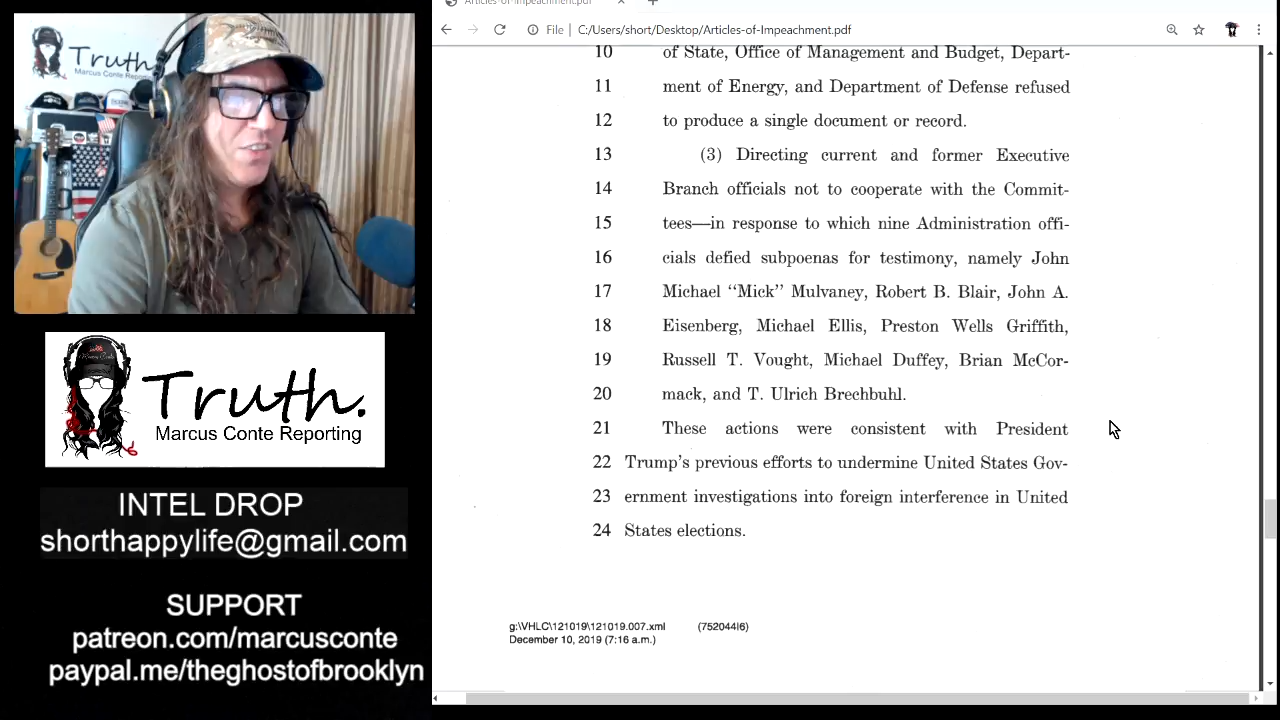 Truth.
Marcus Conte Reporting
Truth.
Marcus Conte Reporting
INTEL DROP
shorthappylife@gmail.com
SUPPORT
patreon.com/marcusconte
paypal.me/theghostofbrooklyn
Articles-of-Impeachment.pdf
File | C:/Users/short/Desktop/Articles-of-Impeachment.pdf
10 of State, Office of Management and Budget, Depart-
11 ment of Energy, and Department of Defense refused
12 to produce a single document or record.
13 (3) Directing current and former Executive
14 Branch officials not to cooperate with the Commit-
15 tees—in response to which nine Administration offi-
16 cials defied subpoenas for testimony, namely John
17 Michael “Mick” Mulvaney, Robert B. Blair, John A.
18 Eisenberg, Michael Ellis, Preston Wells Griffith,
19 Russell T. Vought, Michael Duffey, Brian McCor-
20 mack, and T. Ulrich Brechbuhl.
21 These actions were consistent with President
22 Trump’s previous efforts to undermine United States Gov-
23 ernment investigations into foreign interference in United
24 States elections.
g:\VHLC\121019\121019.007.xml (752044|6)
December 10, 2019 (7:16 a.m.)